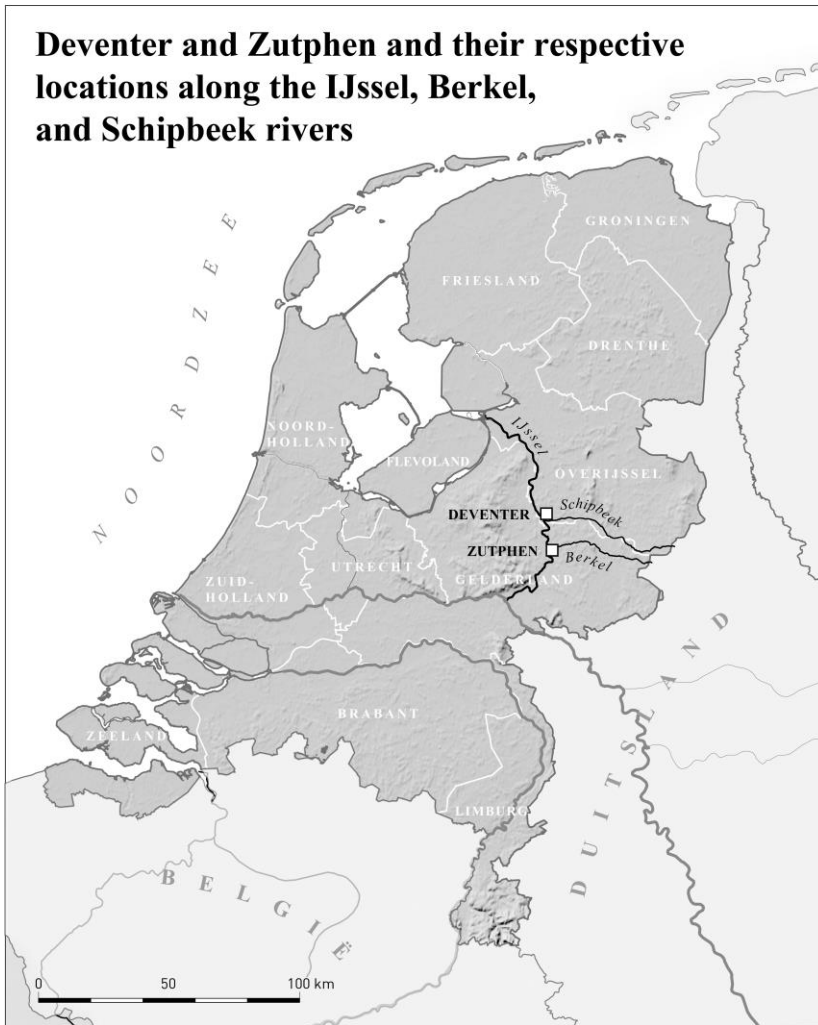 Deventer and Zutphen and their respective
locations along the IJssel, Berkel,
and Schipbeek rivers
GRONINGEN
FRIESLAND
DRENTHE
NOORDZEE
NOORD-
HOLLAND
IJssel
FLEVOLAND
OVERIJSSEL
DEVENTER
Schipbeek
ZUTPHEN
Berkel
UTRECHT
GELDERLAND
ZUID-
HOLLAND
DUITSLAND
BRABANT
ZEELAND
LIMBURG
BELGIË
0 50 100 km